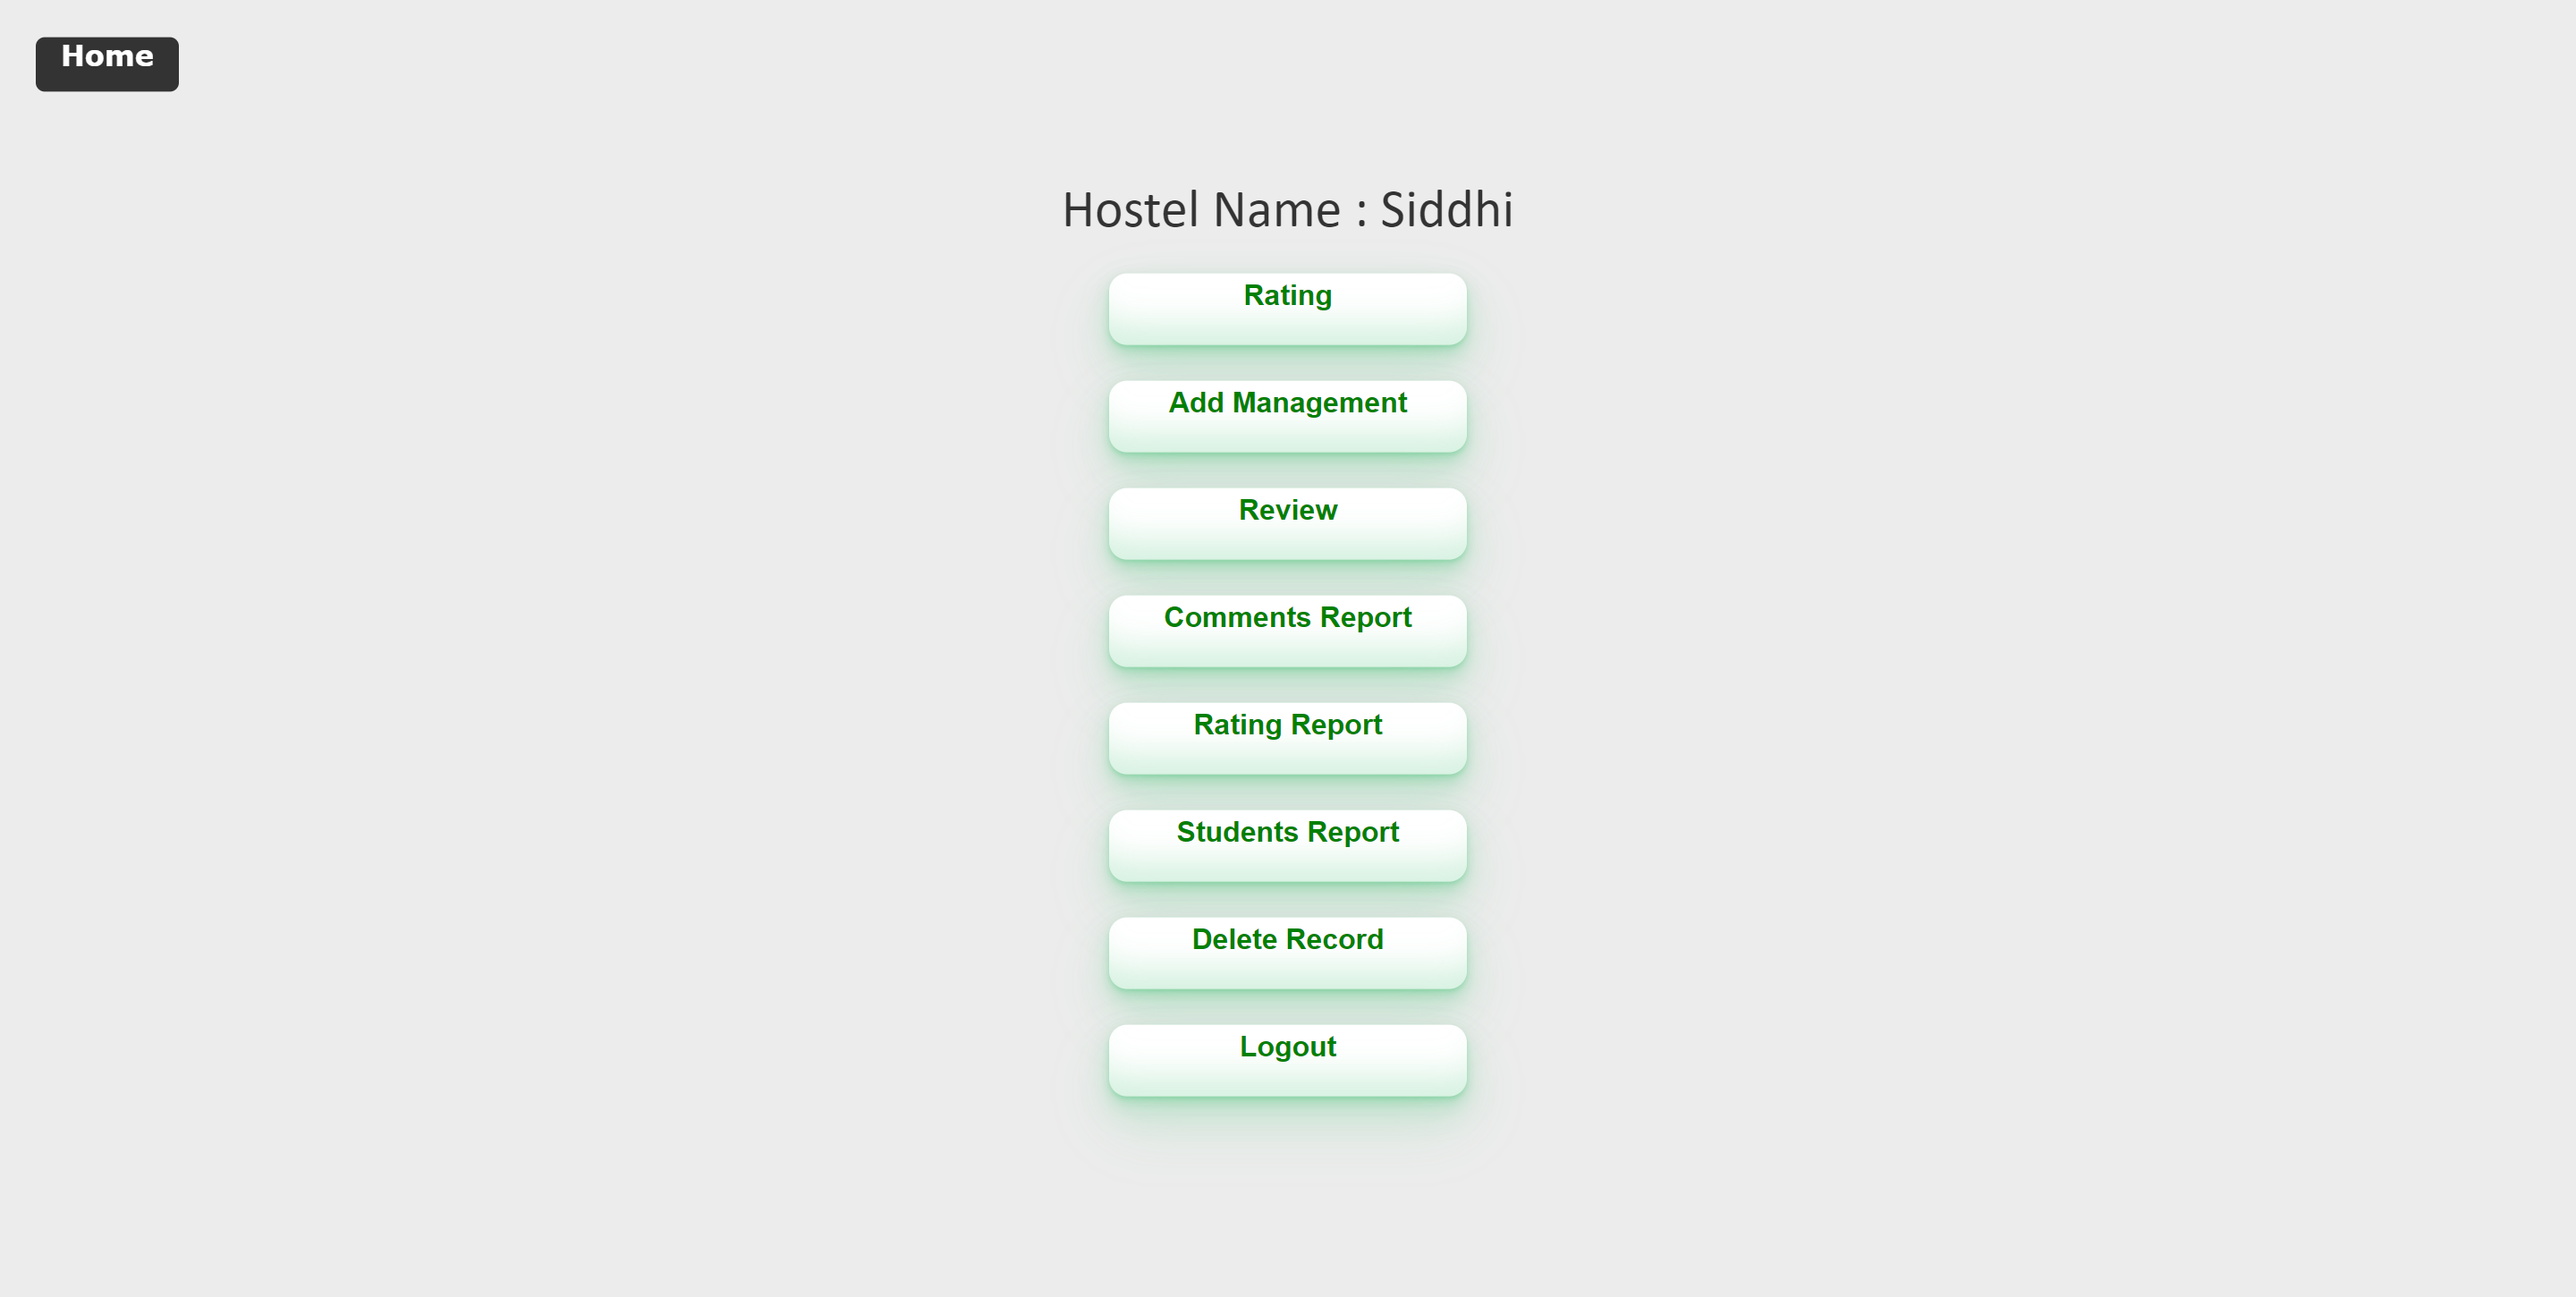 Home
Hostel Name : Siddhi
Rating
Add Management
Review
Comments Report
Rating Report
Students Report
Delete Record
Logout